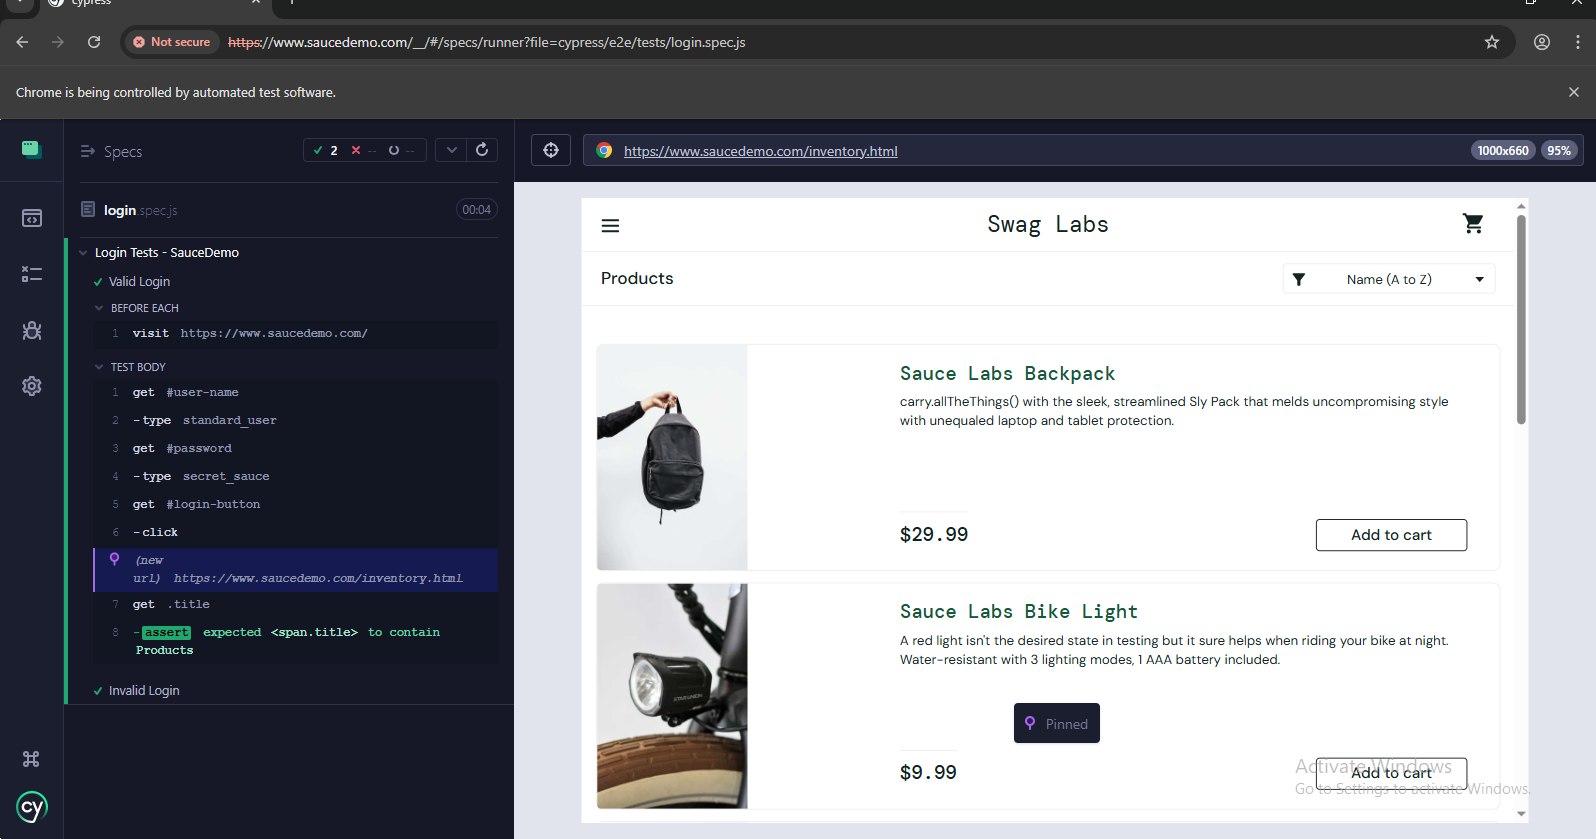 cypress
Not secure
https://www.saucedemo.com/__/#/specs/runner?file=cypress/e2e/tests/login.spec.js
Chrome is being controlled by automated test software.
Specs
2 -- --
login.spec.js
00:04
Login Tests - SauceDemo
Valid Login
BEFORE EACH
1 visit https://www.saucedemo.com/
TEST BODY
1 get #user-name
2 -type standard_user
3 get #password
4 -type secret_sauce
5 get #login-button
6 -click
(new
url) https://www.saucedemo.com/inventory.html
7 get .title
8 -assert expected <span.title> to contain
Products
Invalid Login
cy
https://www.saucedemo.com/inventory.html
1000x660
95%
Swag Labs
Products
Name (A to Z)
Sauce Labs Backpack
carry.allTheThings() with the sleek, streamlined Sly Pack that melds uncompromising style
with unequaled laptop and tablet protection.
$29.99
Add to cart
Sauce Labs Bike Light
A red light isn't the desired state in testing but it sure helps when riding your bike at night.
Water-resistant with 3 lighting modes, 1 AAA battery included.
Pinned
$9.99
Add to cart
Activate Windows
Go to Settings to activate Windows.